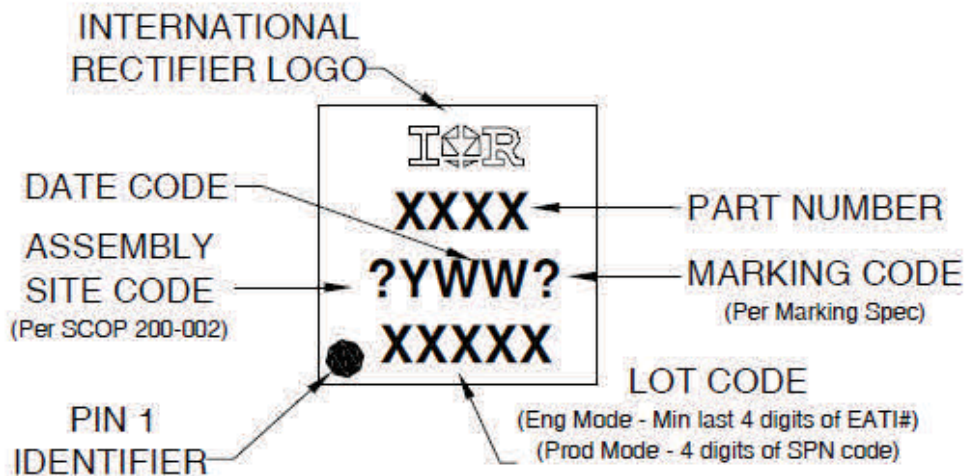 INTERNATIONAL
RECTIFIER LOGO
IOR
DATE CODE
XXXX
PART NUMBER
ASSEMBLY
SITE CODE
(Per SCOP 200-002)
?YWW?
MARKING CODE
(Per Marking Spec)
XXXXX
PIN 1
IDENTIFIER
LOT CODE
(Eng Mode - Min last 4 digits of EATI#)
(Prod Mode - 4 digits of SPN code)